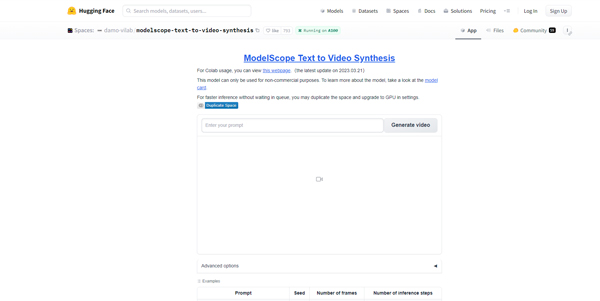 Hugging Face
Search models, datasets, users...
Models
Datasets
Spaces
Docs
Solutions
Pricing
Log In
Sign Up
Spaces:
damo-vilab/
modelscope-text-to-video-synthesis
like
Running on A10G
App
Files
Community
ModelScope Text to Video Synthesis
For Colab usage, you can view this webpage. (the latest update on 2023.03.21)
This model can only be used for non-commercial purposes. To learn more about the model, take a look at the model
card.
For faster inference without waiting in queue, you may duplicate the space and upgrade to GPU in settings.
Duplicate Space
Enter your prompt
Generate video
Advanced options
Examples
Prompt
Seed
Number of frames
Number of inference steps